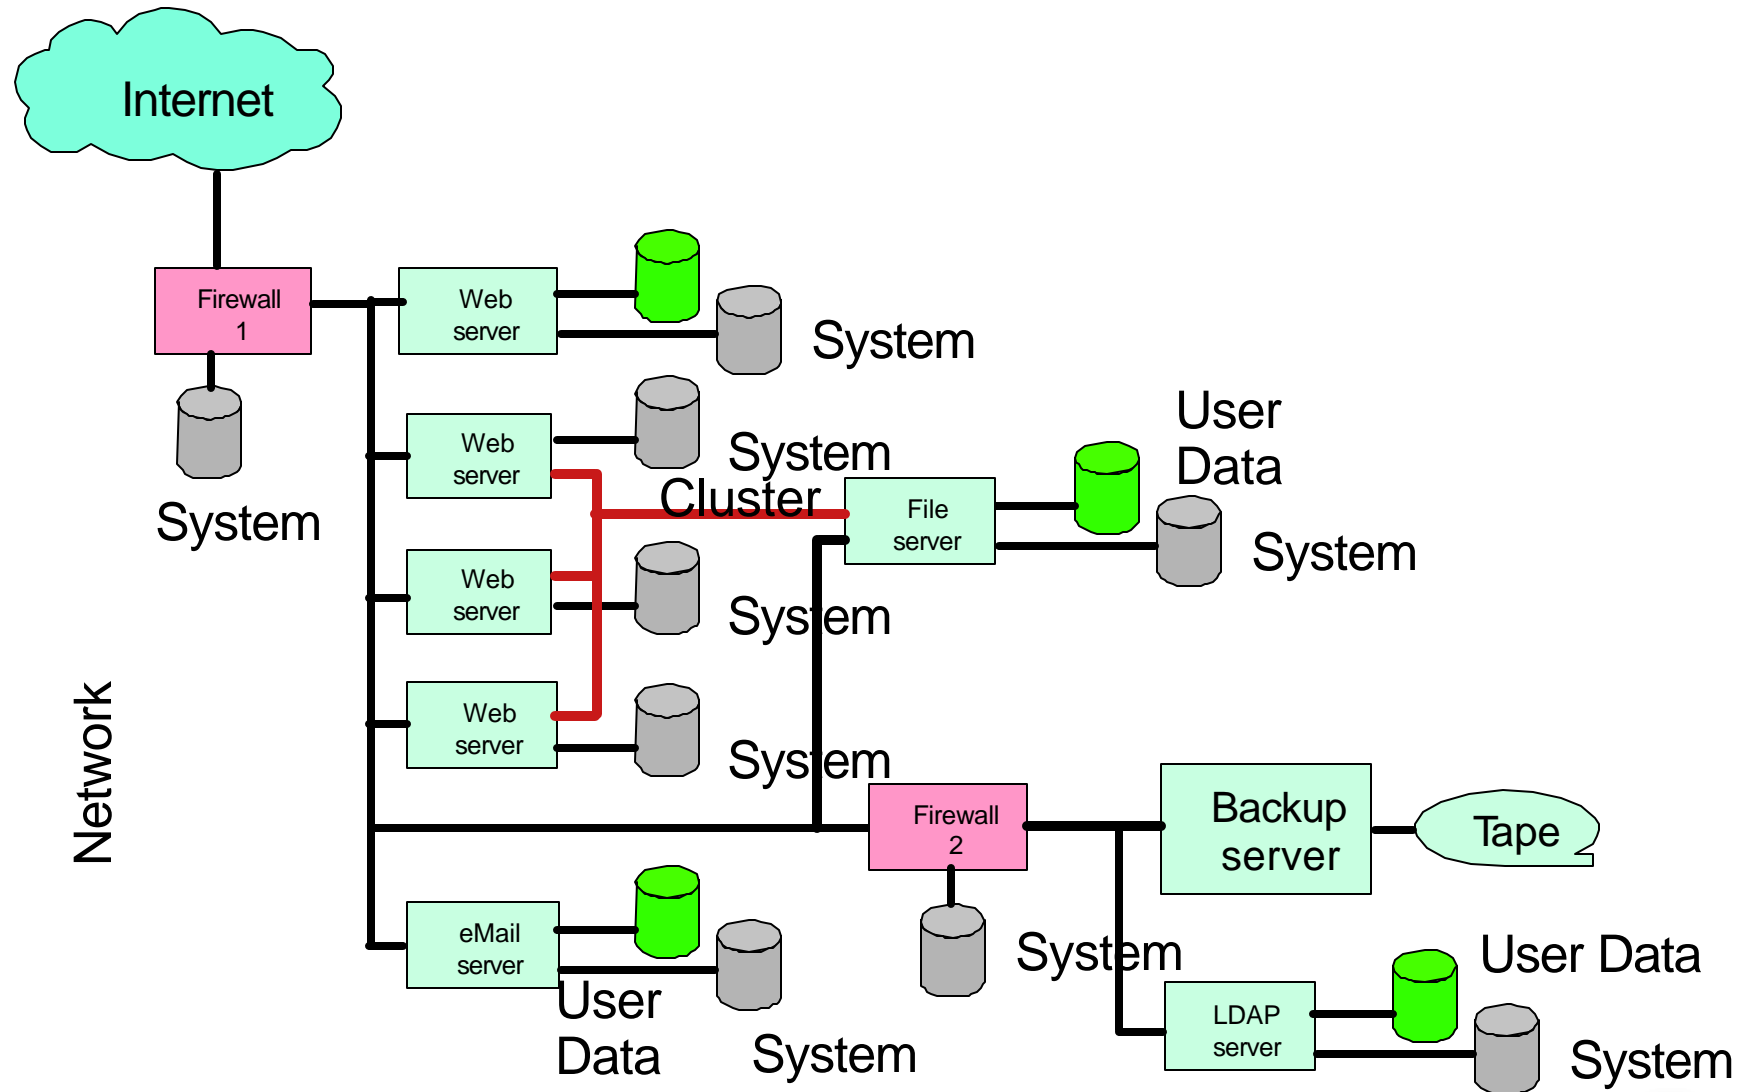 Internet
Firewall
1
System
Web
server
System
Web
server
System
Cluster
User
Data
File
server
System
Web
server
System
Web
server
System
Network
Firewall
2
System
Backup
server
Tape
eMail
server
User
Data
System
User Data
LDAP
server
System